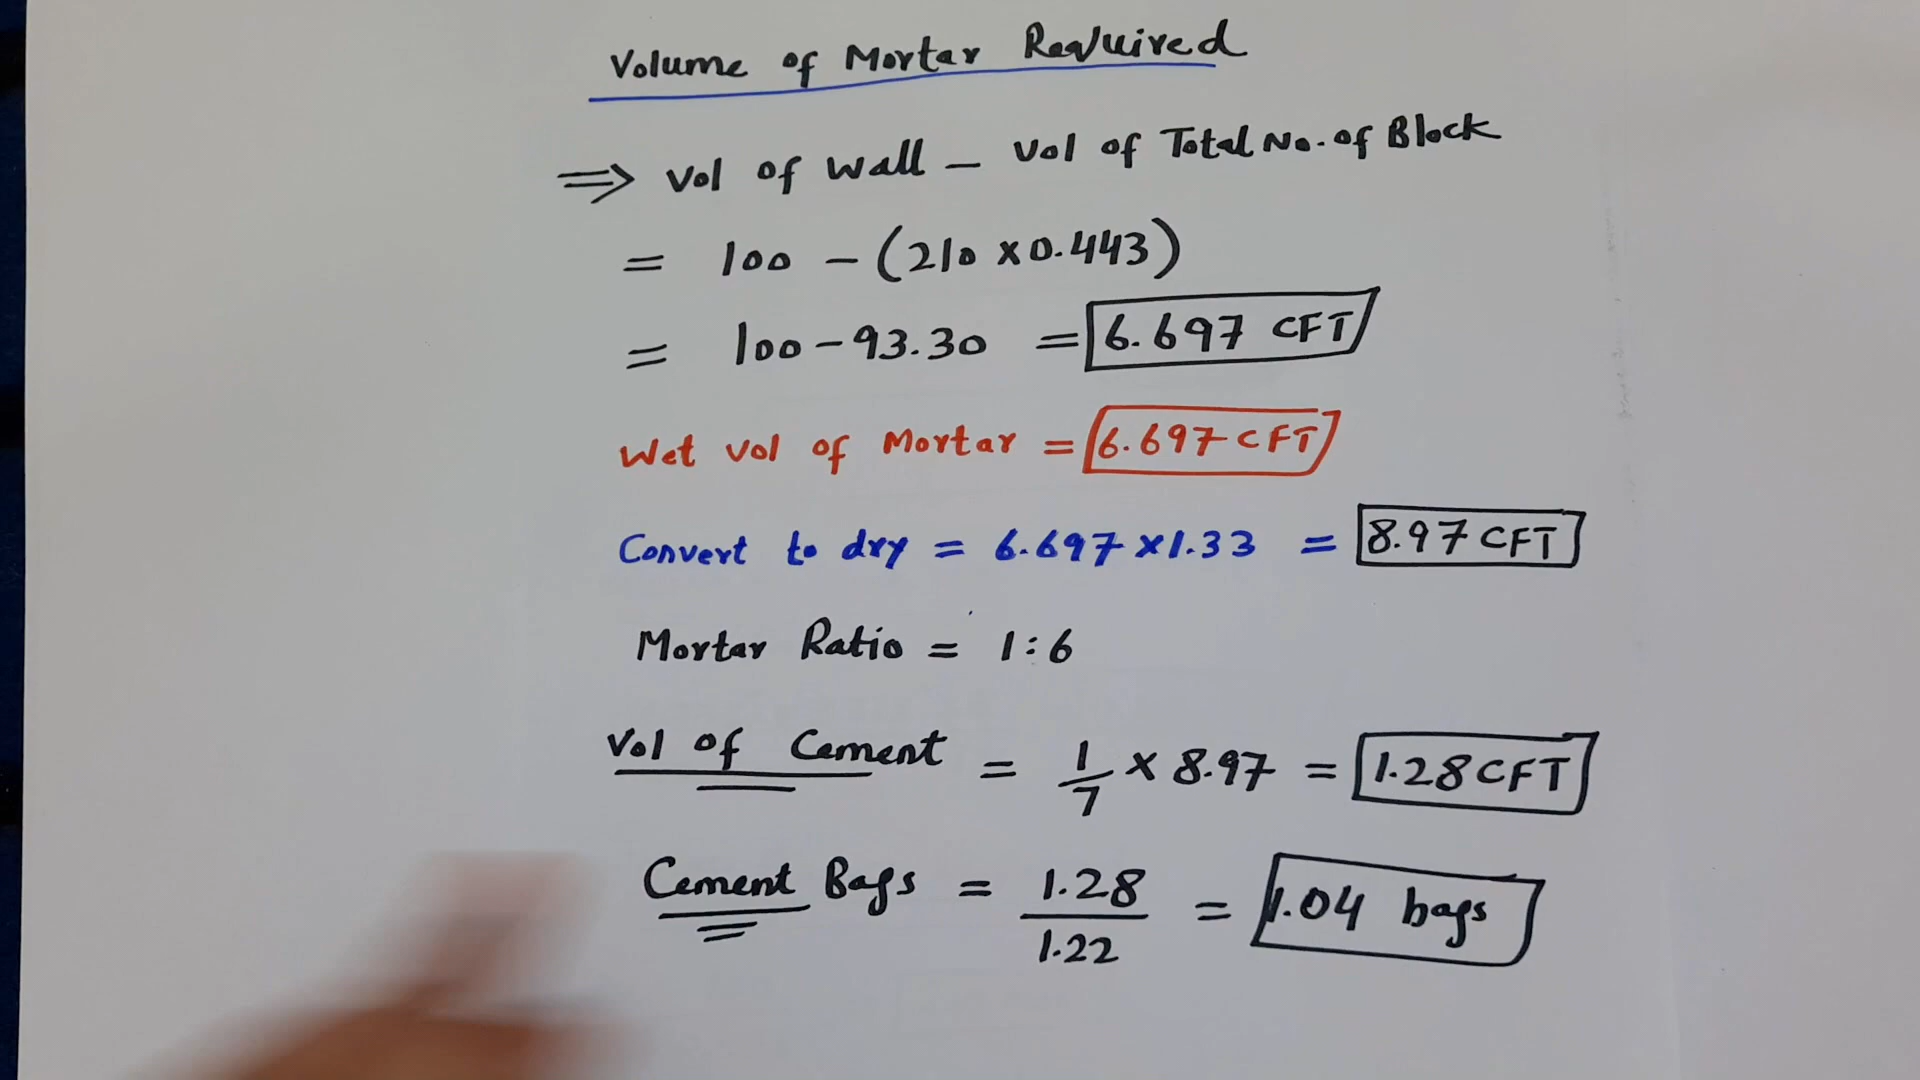 Volume of Mortar Required
⇒ Vol of Wall - Vol of Total No. of Block
= 100 - (210 x 0.443)
= 100 - 93.30 = 6.697 CFT
Wet Vol of Mortar = 6.697 CFT
Convert to dry = 6.697 x 1.33 = 8.97 CFT
Mortar Ratio = 1:6
Vol of Cement = 1/7 x 8.97 = 1.28 CFT
Cement Bags = 1.28/1.22 = 1.04 bags